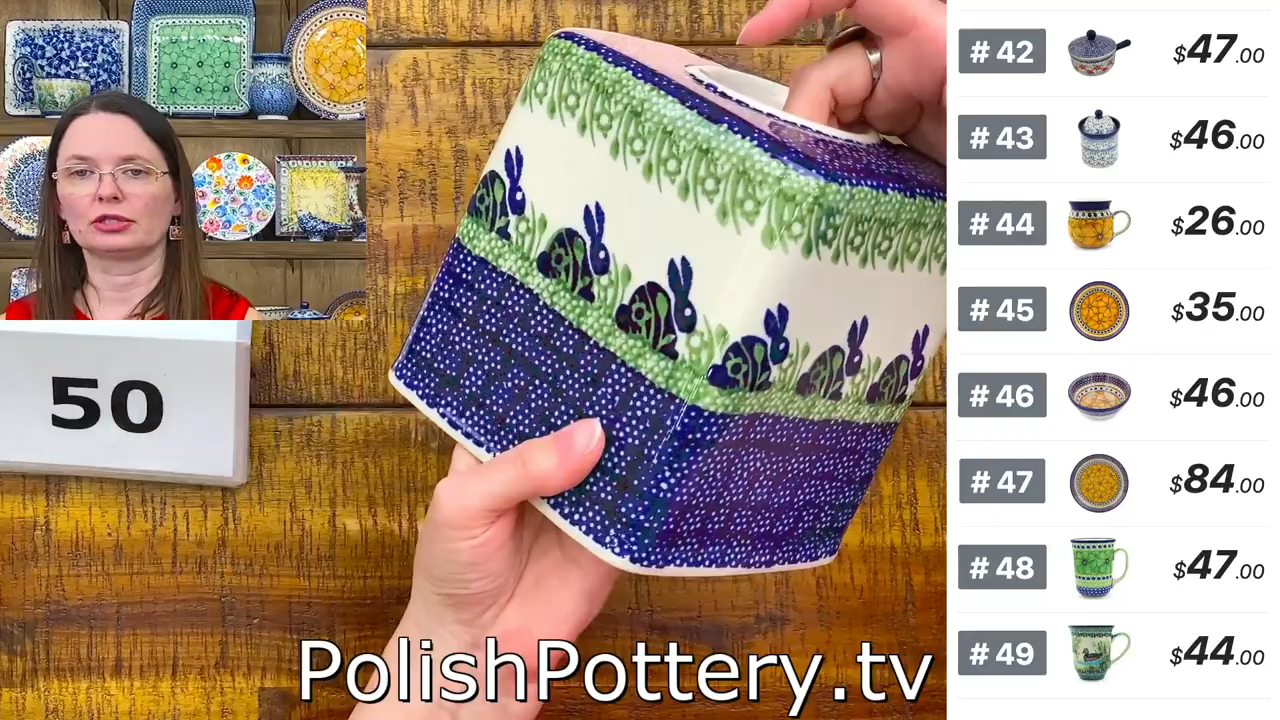 50
PolishPottery.tv
# 42 $47.00
# 43 $46.00
# 44 $26.00
# 45 $35.00
# 46 $46.00
# 47 $84.00
# 48 $47.00
# 49 $44.00